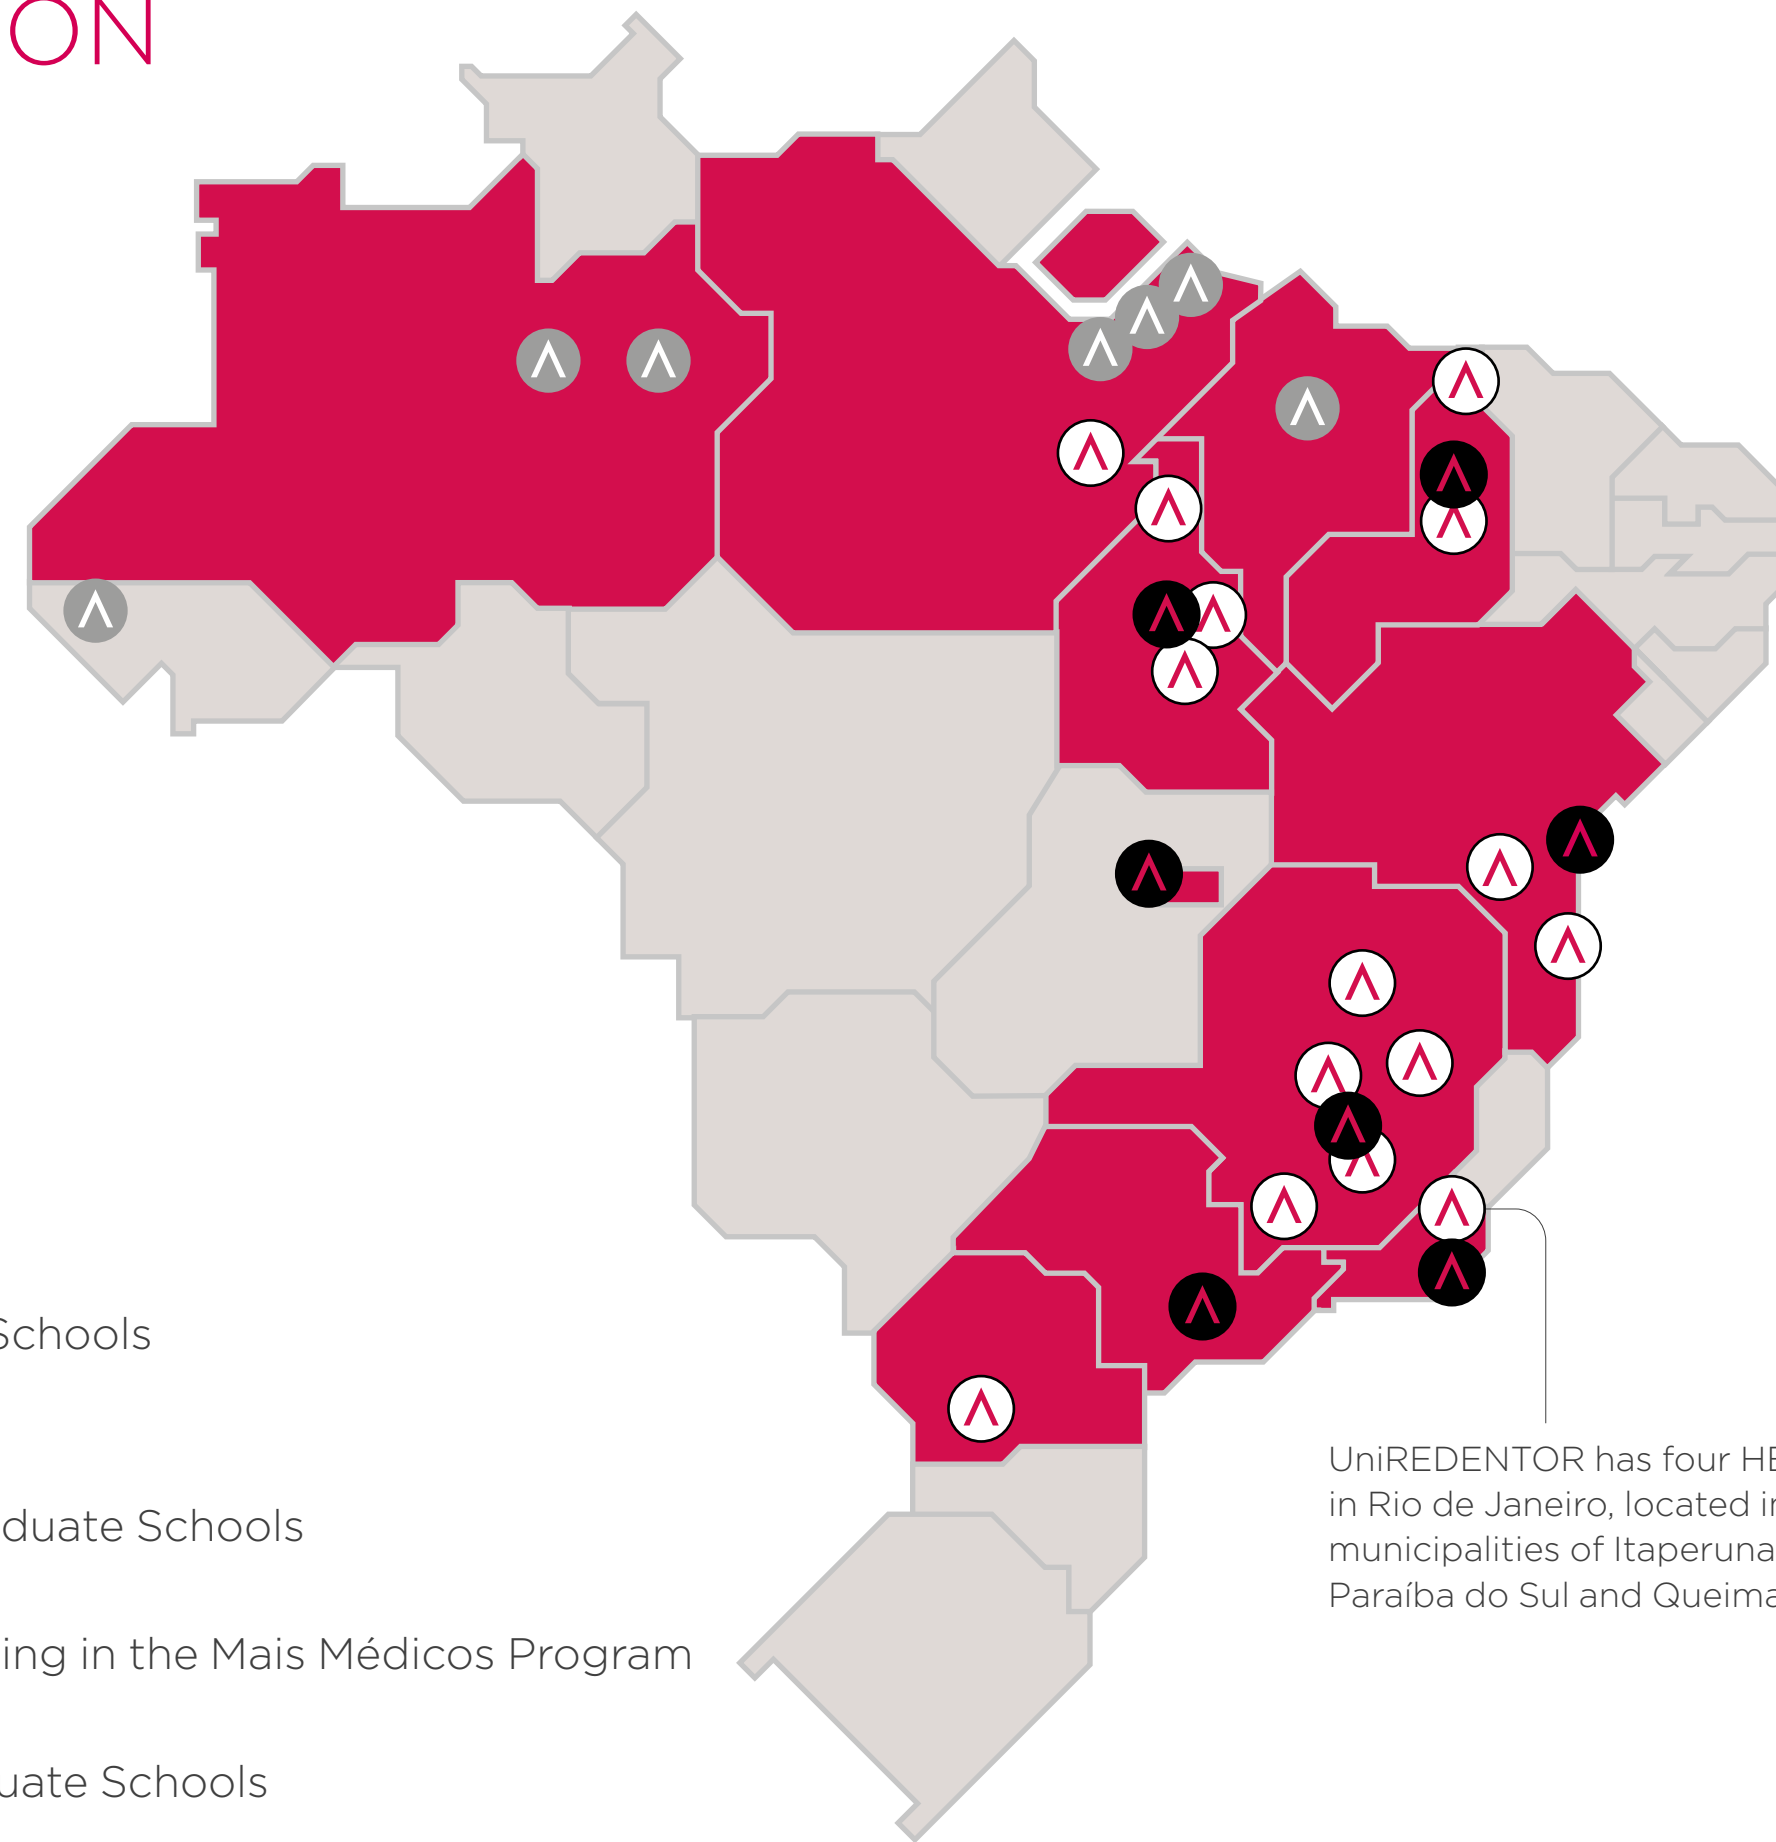 ON
Schools
duate Schools
ing in the Mais Médicos Program
uate Schools
UniREDENTOR has four HE
in Rio de Janeiro, located in
municipalities of Itaperuna
Paraíba do Sul and Queima